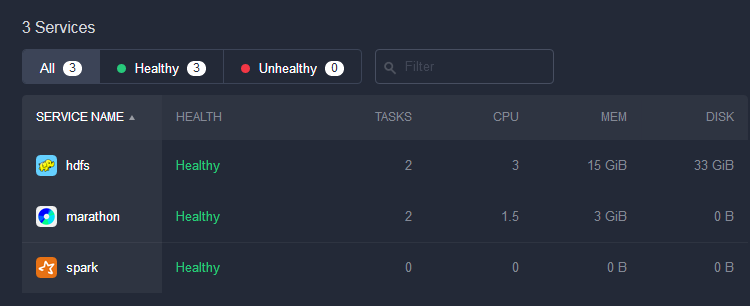 3 Services
All 3 Healthy 3 Unhealthy 0 Filter
SERVICE NAME HEALTH TASKS CPU MEM DISK
hdfs Healthy 2 3 15 GiB 33 GiB
marathon Healthy 2 1.5 3 GiB 0 B
spark Healthy 0 0 0 B 0 B